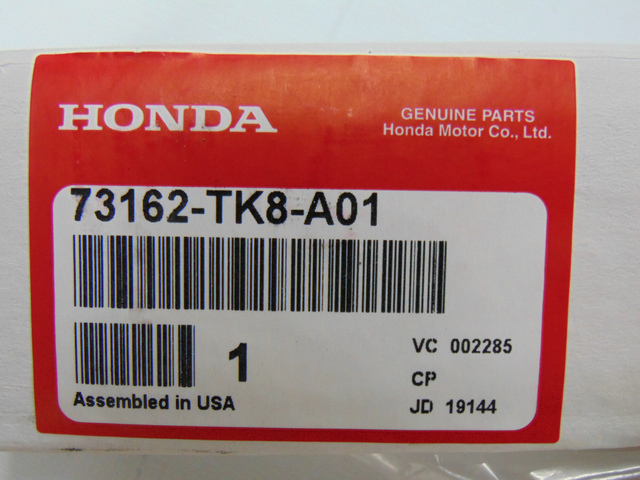 HONDA
GENUINE PARTS
Honda Motor Co., Ltd.
73162-TK8-A01
1
VC 002285
CP
Assembled in USA
JD 19144